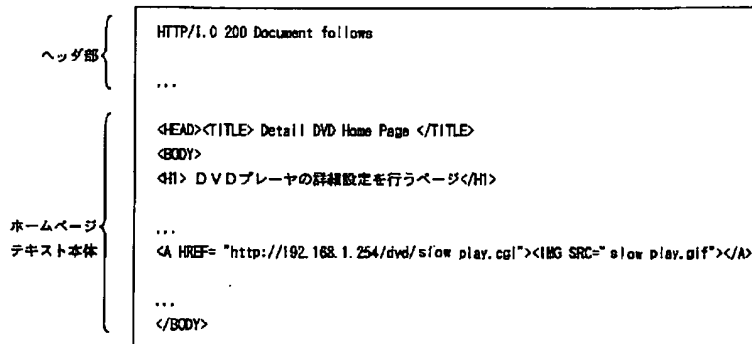 ヘッダ部
HTTP/1.0 200 Document follows
...
ホームページ
テキスト本体
<HEAD><TITLE> Detail DVD Home Page </TITLE>
<BODY>
<H1> DVDプレーヤの詳細設定を行うページ</H1>
...
<A HREF= "http://192.168.1.254/dvd/slow play.cgi"><IMG SRC="slow play.gif"></A>
...
</BODY>